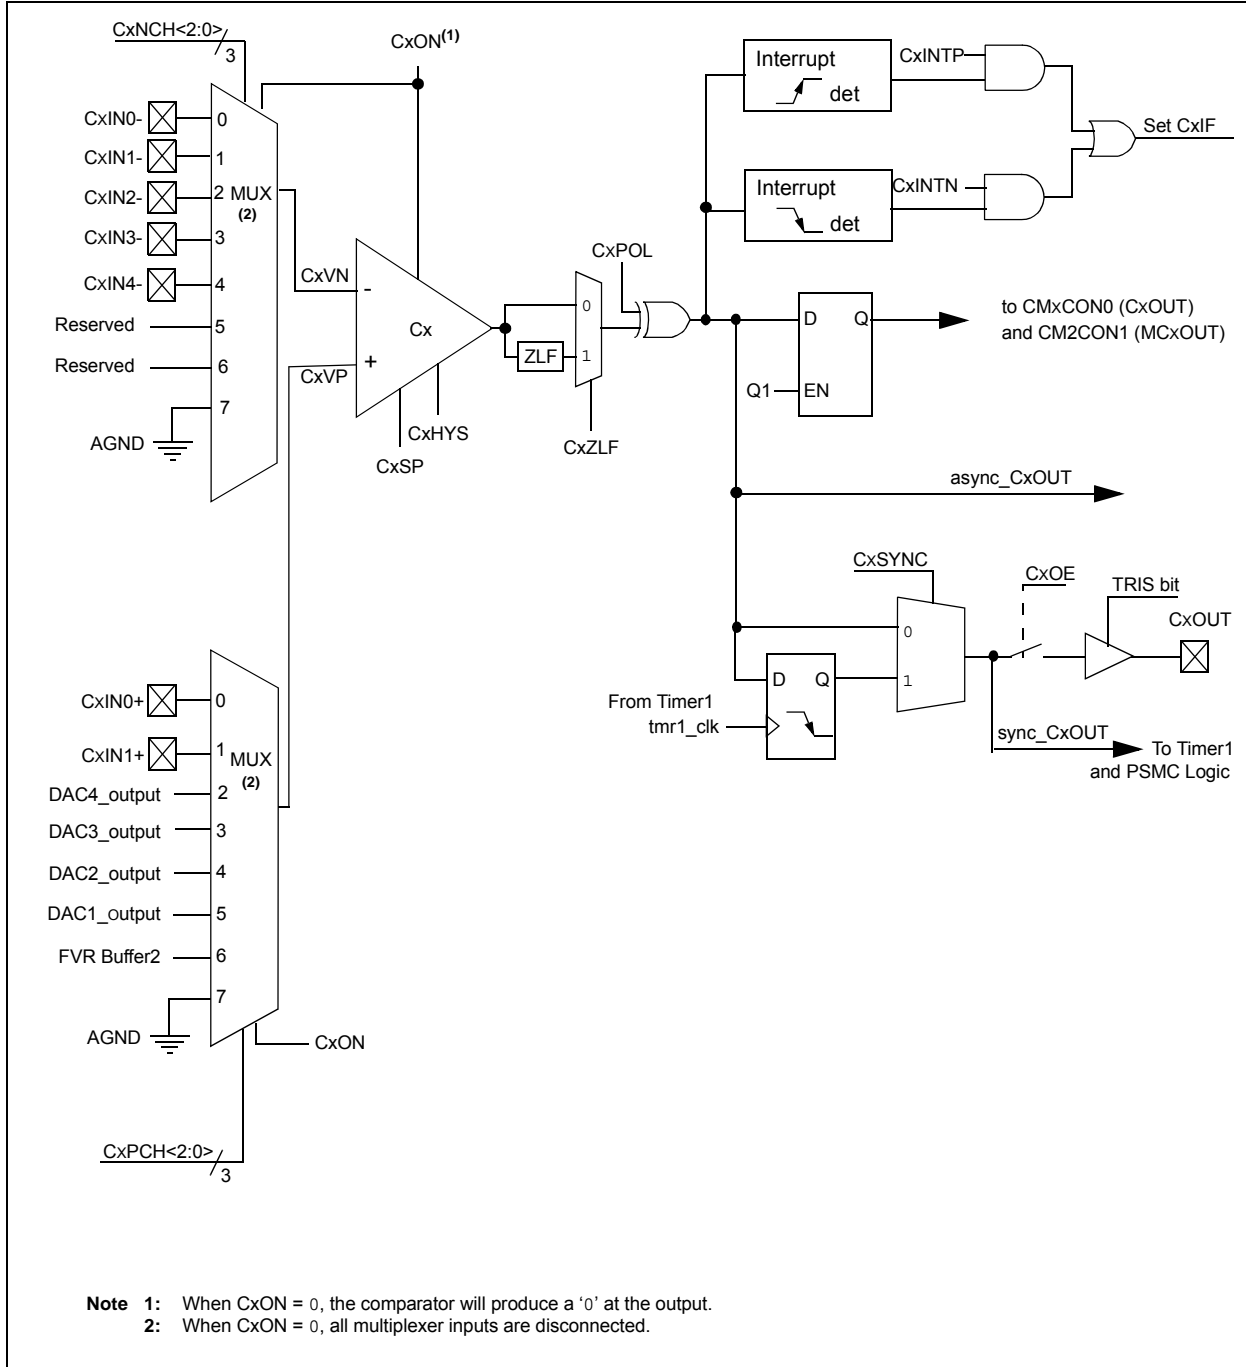 CxNCH<2:0>
3
CxON(1)
CxIN0-
0
CxIN1-
1
CxIN2-
2 MUX
(2)
CxIN3-
3
CxIN4-
4
Reserved
5
Reserved
6
7
AGND
CxVN
-
Cx
+
CxVP
CxHYS
CxSP
ZLF
0
1
CxZLF
CxPOL
Interrupt
det
CxINTP
Interrupt
det
CxINTN
Set CxIF
D Q
Q1
EN
to CMxCON0 (CxOUT)
and CM2CON1 (MCxOUT)
async_CxOUT
CxSYNC
0
1
D Q
From Timer1
tmr1_clk
CxOE
TRIS bit
CxOUT
sync_CxOUT
To Timer1
and PSMC Logic
CxIN0+
0
CxIN1+
1 MUX
(2)
DAC4_output
2
DAC3_output
3
DAC2_output
4
DAC1_output
5
FVR Buffer2
6
7
AGND
CxON
CxPCH<2:0>
3
Note 1: When CxON = 0, the comparator will produce a ‘0’ at the output.
2: When CxON = 0, all multiplexer inputs are disconnected.